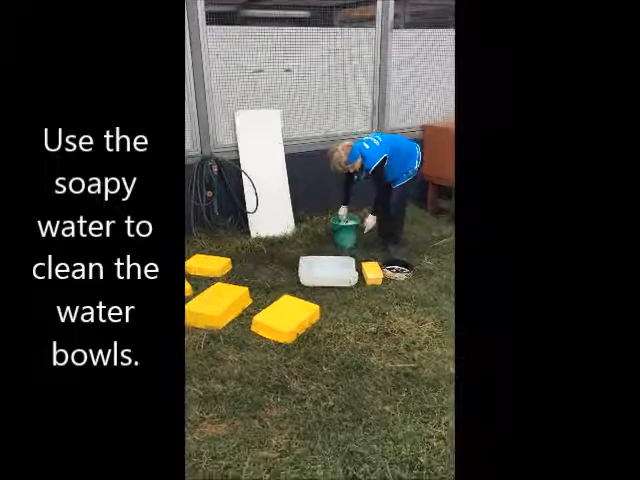 Use the
soapy
water to
clean the
water
bowls.